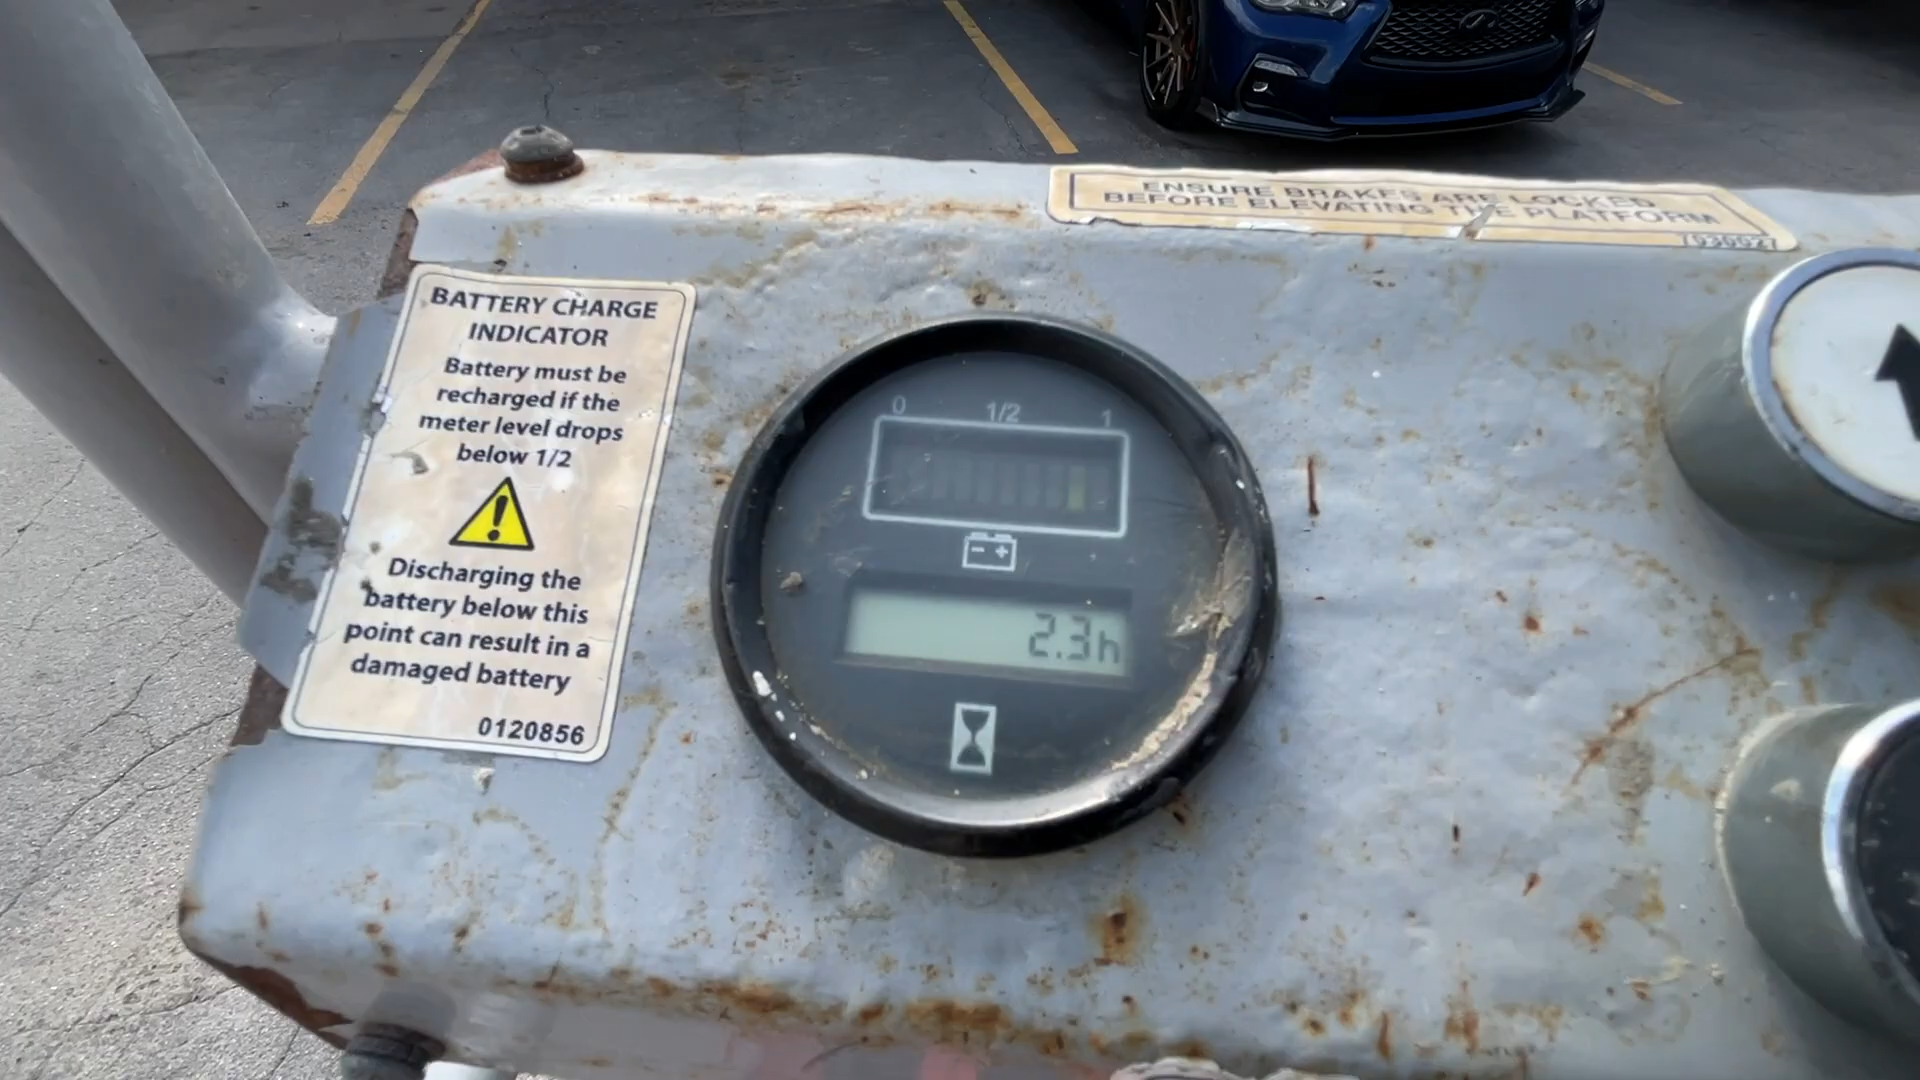 ENSURE BRAKES ARE LOCKED
BEFORE ELEVATING THE PLATFORM
BATTERY CHARGE
INDICATOR
Battery must be
recharged if the
meter level drops
below 1/2
Discharging the
battery below this
point can result in a
damaged battery
0120856
0 1/2 1
2.3h